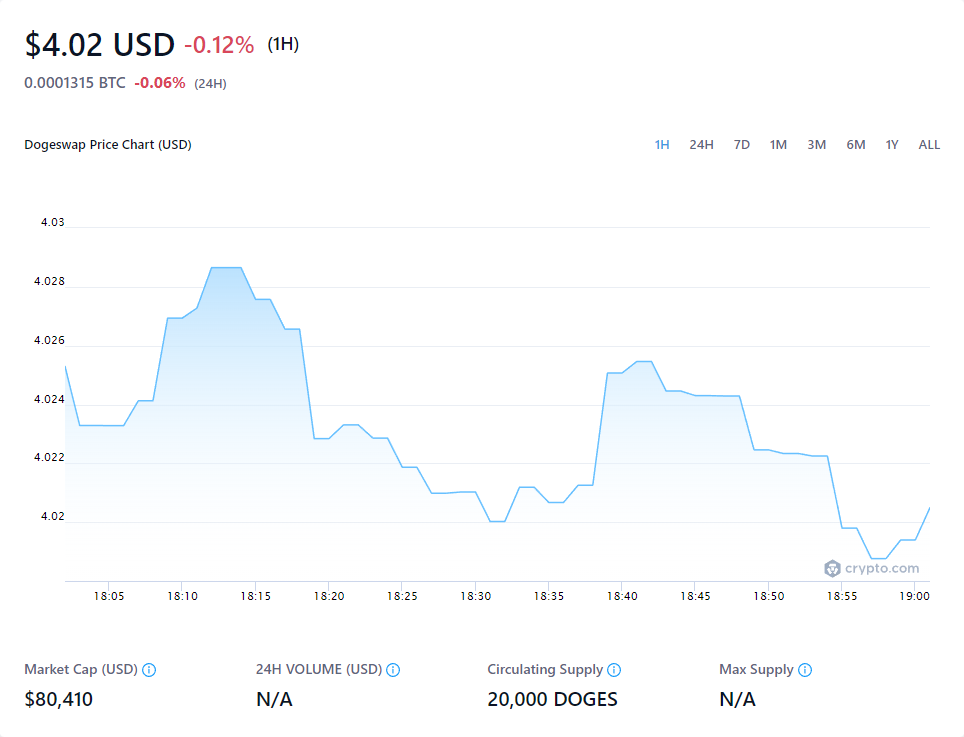 $4.02 USD -0.12% (1H)
0.0001315 BTC -0.06% (24H)
Dogeswap Price Chart (USD)
1H 24H 7D 1M 3M 6M 1Y ALL
4.03
4.028
4.026
4.024
4.022
4.02
crypto.com
18:05 18:10 18:15 18:20 18:25 18:30 18:35 18:40 18:45 18:50 18:55 19:00
Market Cap (USD) 24H VOLUME (USD) Circulating Supply Max Supply
$80,410 N/A 20,000 DOGES N/A